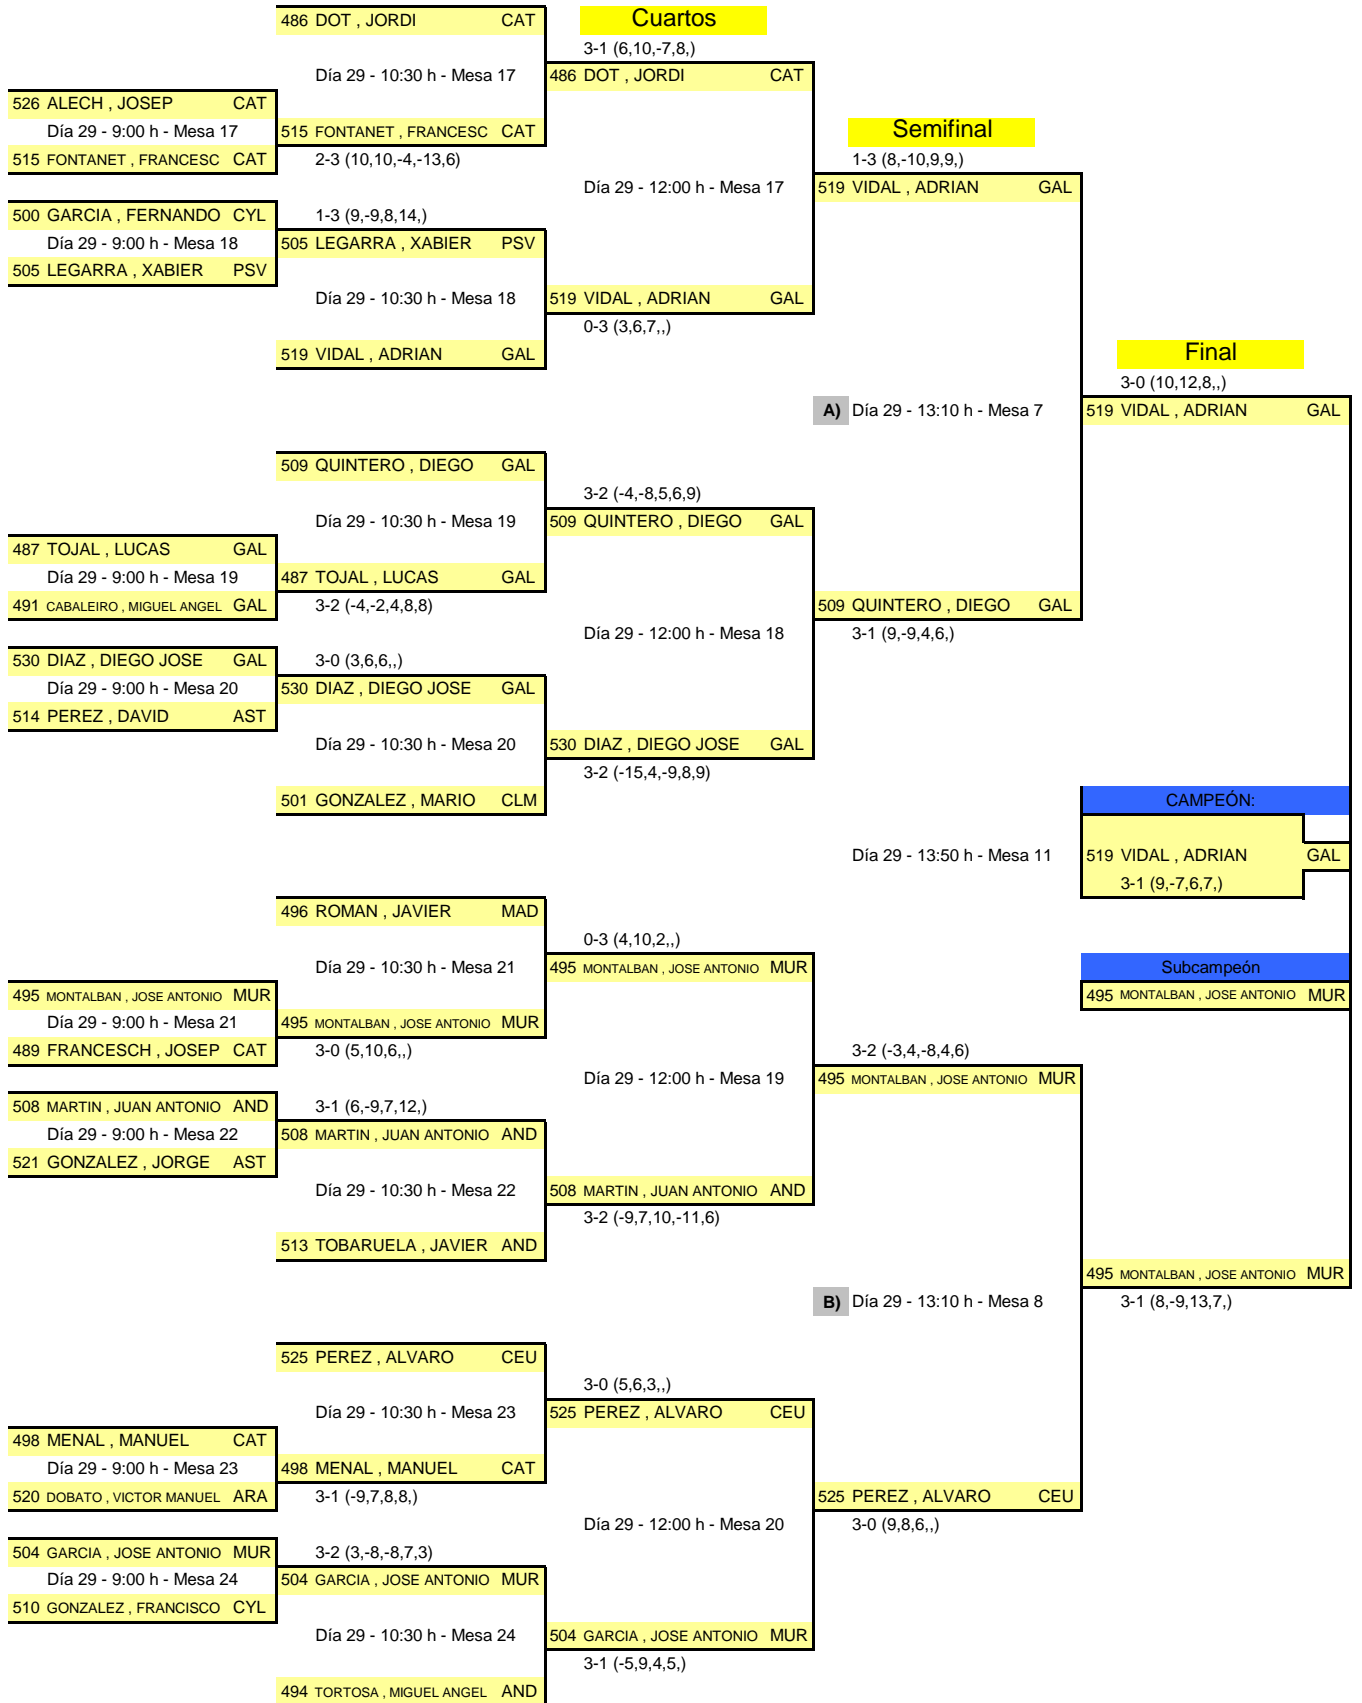 486 DOT , JORDI CAT
Cuartos
3-1 (6,10,-7,8,)
Día 29 - 10:30 h - Mesa 17
486 DOT , JORDI CAT
526 ALECH , JOSEP CAT
Día 29 - 9:00 h - Mesa 17
515 FONTANET , FRANCESC CAT
Semifinal
515 FONTANET , FRANCESC CAT
2-3 (10,10,-4,-13,6)
1-3 (8,-10,9,9,)
Día 29 - 12:00 h - Mesa 17
519 VIDAL , ADRIAN GAL
500 GARCIA , FERNANDO CYL
1-3 (9,-9,8,14,)
Día 29 - 9:00 h - Mesa 18
505 LEGARRA , XABIER PSV
505 LEGARRA , XABIER PSV
Día 29 - 10:30 h - Mesa 18
519 VIDAL , ADRIAN GAL
0-3 (3,6,7,,)
519 VIDAL , ADRIAN GAL
Final
3-0 (10,12,8,,)
A) Día 29 - 13:10 h - Mesa 7
519 VIDAL , ADRIAN GAL
509 QUINTERO , DIEGO GAL
3-2 (-4,-8,5,6,9)
Día 29 - 10:30 h - Mesa 19
509 QUINTERO , DIEGO GAL
487 TOJAL , LUCAS GAL
Día 29 - 9:00 h - Mesa 19
487 TOJAL , LUCAS GAL
491 CABALEIRO , MIGUEL ANGEL GAL
3-2 (-4,-2,4,8,8)
509 QUINTERO , DIEGO GAL
Día 29 - 12:00 h - Mesa 18
3-1 (9,-9,4,6,)
530 DIAZ , DIEGO JOSE GAL
3-0 (3,6,6,,)
Día 29 - 9:00 h - Mesa 20
530 DIAZ , DIEGO JOSE GAL
514 PEREZ , DAVID AST
Día 29 - 10:30 h - Mesa 20
530 DIAZ , DIEGO JOSE GAL
3-2 (-15,4,-9,8,9)
501 GONZALEZ , MARIO CLM
CAMPEÓN:
Día 29 - 13:50 h - Mesa 11
519 VIDAL , ADRIAN GAL
3-1 (9,-7,6,7,)
496 ROMAN , JAVIER MAD
0-3 (4,10,2,,)
Día 29 - 10:30 h - Mesa 21
495 MONTALBAN , JOSE ANTONIO MUR
Subcampeón
495 MONTALBAN , JOSE ANTONIO MUR
495 MONTALBAN , JOSE ANTONIO MUR
Día 29 - 9:00 h - Mesa 21
495 MONTALBAN , JOSE ANTONIO MUR
489 FRANCESCH , JOSEP CAT
3-0 (5,10,6,,)
3-2 (-3,4,-8,4,6)
Día 29 - 12:00 h - Mesa 19
495 MONTALBAN , JOSE ANTONIO MUR
508 MARTIN , JUAN ANTONIO AND
3-1 (6,-9,7,12,)
Día 29 - 9:00 h - Mesa 22
508 MARTIN , JUAN ANTONIO AND
521 GONZALEZ , JORGE AST
Día 29 - 10:30 h - Mesa 22
508 MARTIN , JUAN ANTONIO AND
3-2 (-9,7,10,-11,6)
513 TOBARUELA , JAVIER AND
495 MONTALBAN , JOSE ANTONIO MUR
B) Día 29 - 13:10 h - Mesa 8
3-1 (8,-9,13,7,)
525 PEREZ , ALVARO CEU
3-0 (5,6,3,,)
Día 29 - 10:30 h - Mesa 23
525 PEREZ , ALVARO CEU
498 MENAL , MANUEL CAT
Día 29 - 9:00 h - Mesa 23
498 MENAL , MANUEL CAT
520 DOBATO , VICTOR MANUEL ARA
3-1 (-9,7,8,8,)
525 PEREZ , ALVARO CEU
Día 29 - 12:00 h - Mesa 20
3-0 (9,8,6,,)
504 GARCIA , JOSE ANTONIO MUR
3-2 (3,-8,-8,7,3)
Día 29 - 9:00 h - Mesa 24
504 GARCIA , JOSE ANTONIO MUR
510 GONZALEZ , FRANCISCO CYL
Día 29 - 10:30 h - Mesa 24
504 GARCIA , JOSE ANTONIO MUR
3-1 (-5,9,4,5,)
494 TORTOSA , MIGUEL ANGEL AND